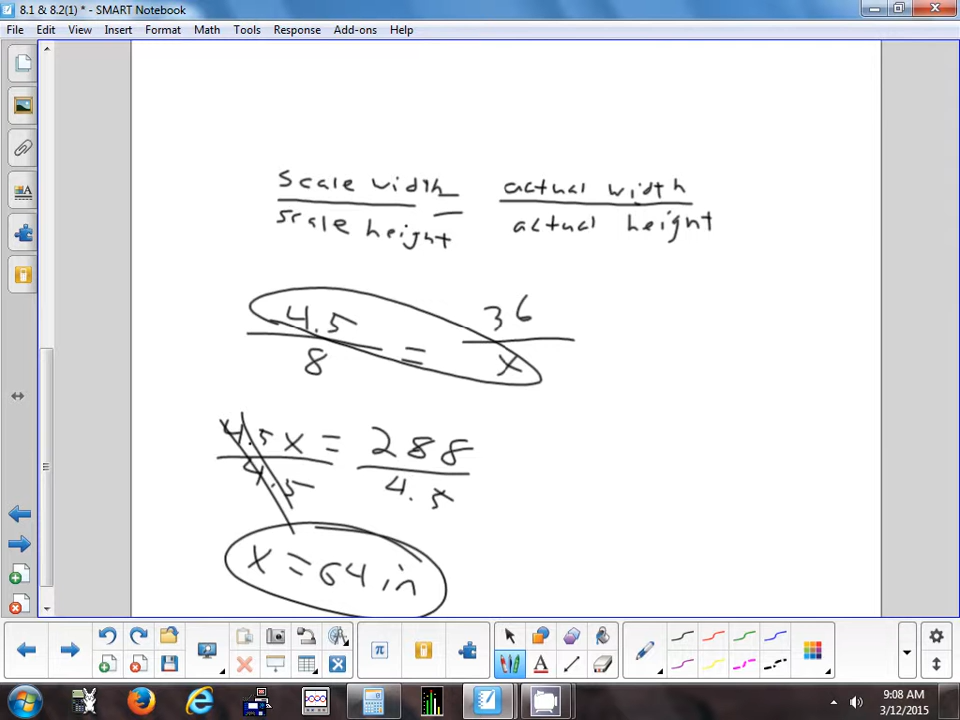 8.1 & 8.2(1) * - SMART Notebook
File Edit View Insert Format Math Tools Response Add-ons Help
scale width = actual width
scale height actual height
4.5 = 36
8 x
4.5x = 288
4.5 4.5
x = 64 in
9:08 AM
3/12/2015